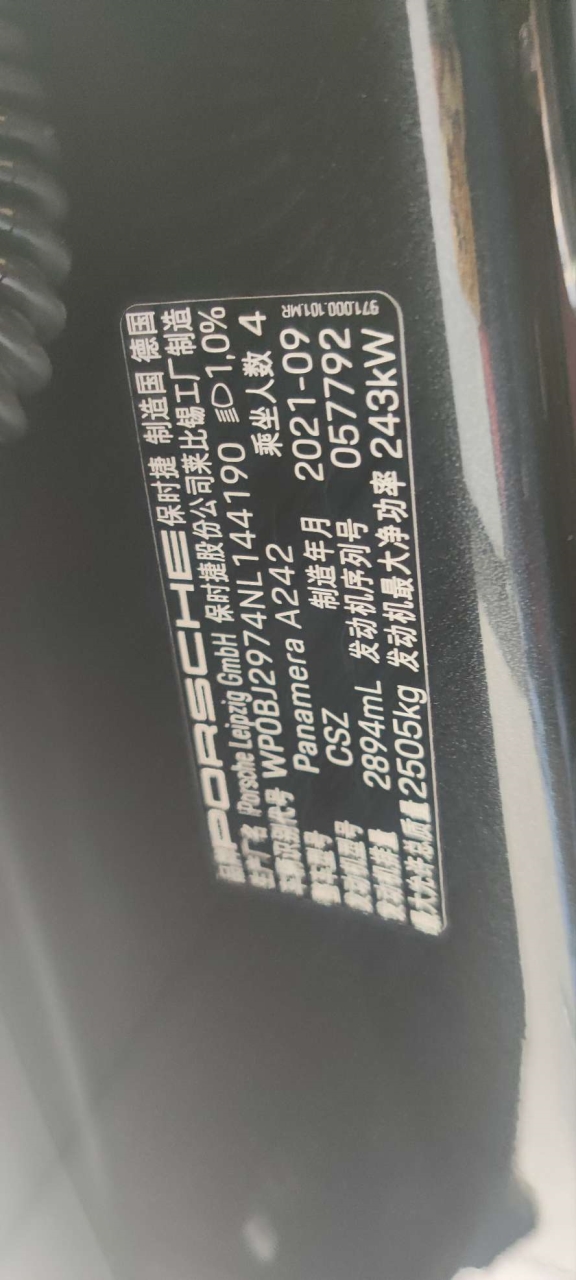 品牌 PORSCHE 保时捷 制造国 德国
生产厂名 Porsche Leipzig GmbH 保时捷股份公司莱比锡工厂制造
车辆识别代号 WP0BJ2974NL144190 1,0%
整车型号 Panamera A242 乘坐人数 4
发动机型号 CSZ 制造年月 2021-09
发动机排量 2894mL 发动机序列号 057792
最大允许总质量 2505kg 发动机最大净功率 243kW
971.000.101.MR